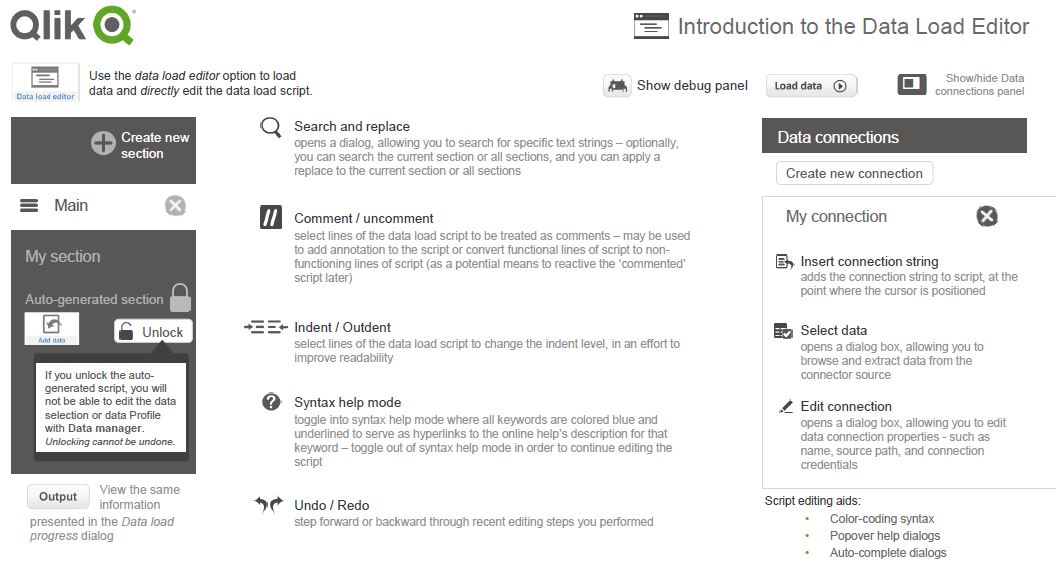 Qlik Q
Introduction to the Data Load Editor
Data load editor
Use the data load editor option to load
data and directly edit the data load script.
Show debug panel
Load data
Show/hide Data
connections panel
Create new
section
Main
My section
Auto-generated section
Add data
Unlock
If you unlock the auto-
generated script, you will
not be able to edit the data
selection or data Profile
with Data manager.
Unlocking cannot be undone.
Output
View the same
information
presented in the Data load
progress dialog
Search and replace
opens a dialog, allowing you to search for specific text strings – optionally,
you can search the current section or all sections, and you can apply a
replace to the current section or all sections
//
Comment / uncomment
select lines of the data load script to be treated as comments – may be used
to add annotation to the script or convert functional lines of script to non-
functioning lines of script (as a potential means to reactive the ‘commented’
script later)
Indent / Outdent
select lines of the data load script to change the indent level, in an effort to
improve readability
?
Syntax help mode
toggle into syntax help mode where all keywords are colored blue and
underlined to serve as hyperlinks to the online help's description for that
keyword – toggle out of syntax help mode in order to continue editing the
script
Undo / Redo
step forward or backward through recent editing steps you performed
Data connections
Create new connection
My connection
Insert connection string
adds the connection string to script, at the
point where the cursor is positioned
Select data
opens a dialog box, allowing you to
browse and extract data from the
connector source
Edit connection
opens a dialog box, allowing you to edit
data connection properties - such as
name, source path, and connection
credentials
Script editing aids:
• Color-coding syntax
• Popover help dialogs
• Auto-complete dialogs